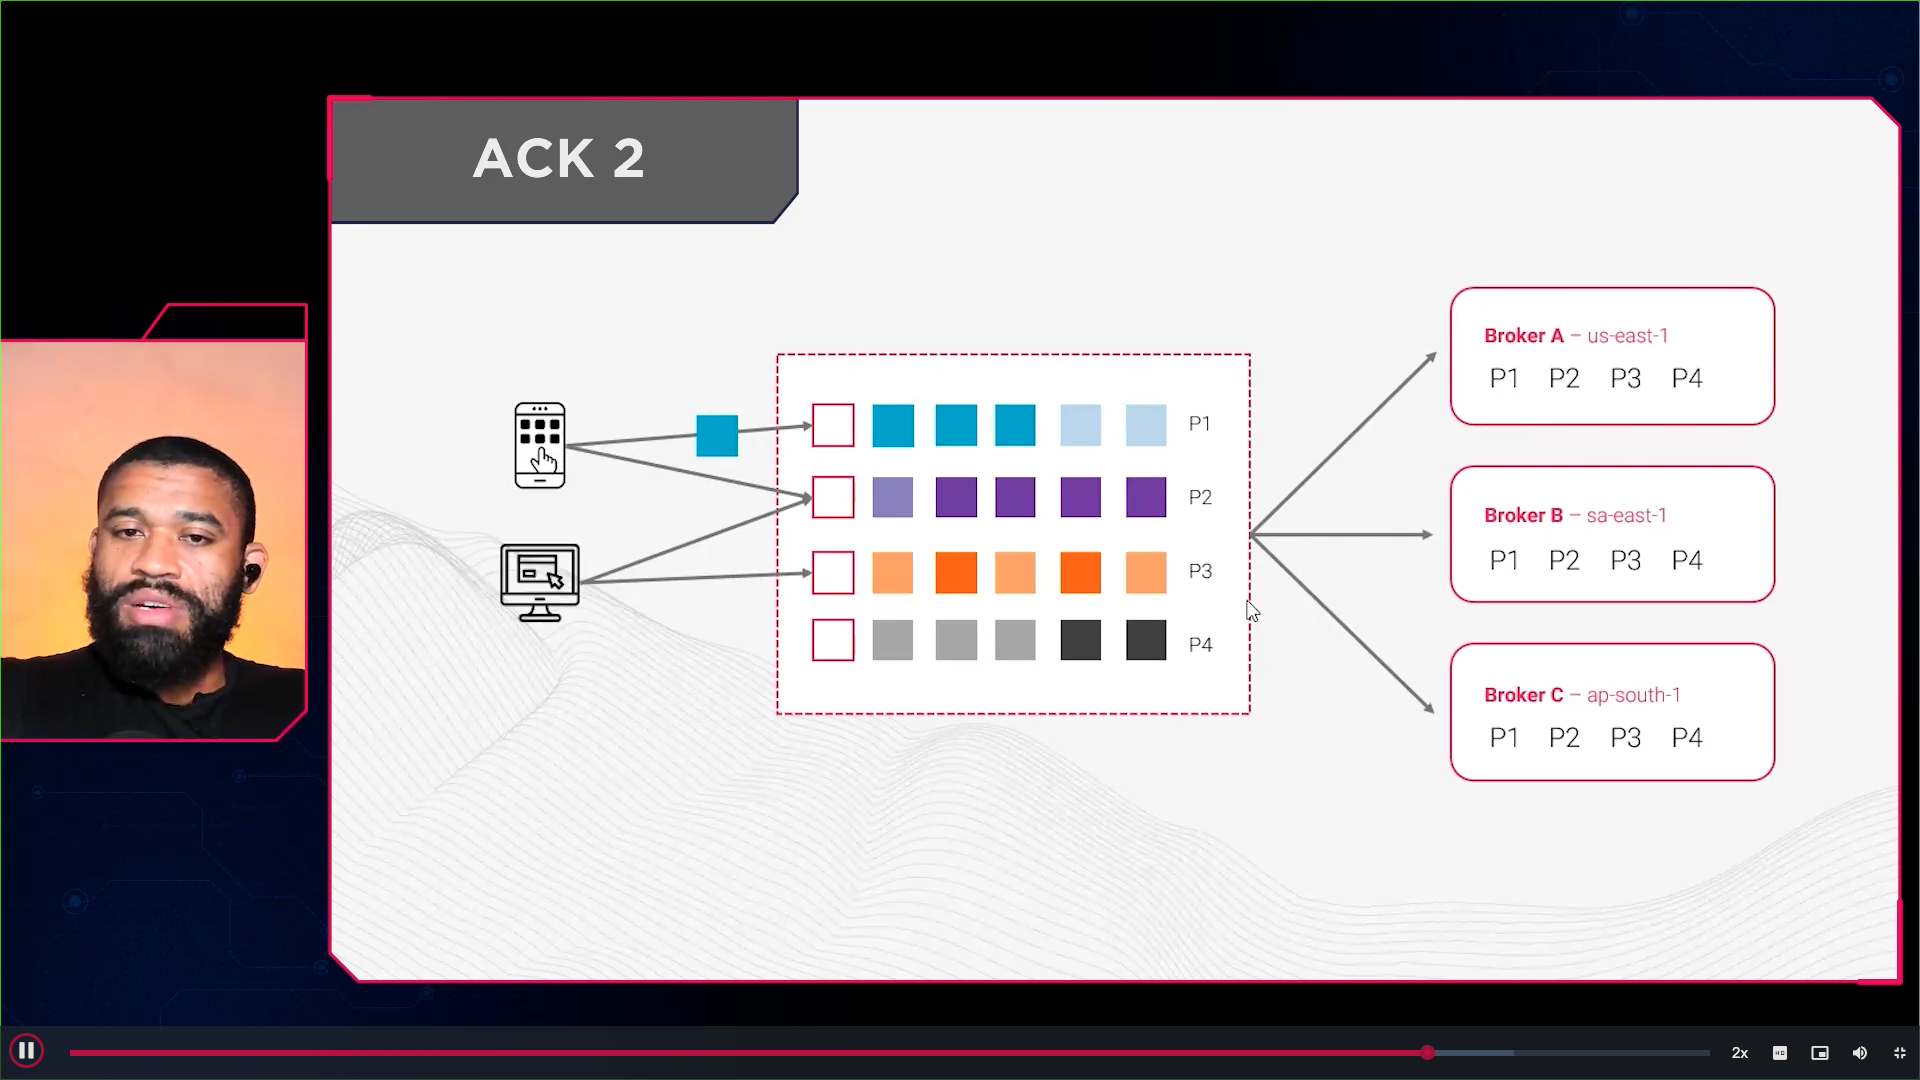 ACK 2
P1
P2
P3
P4
Broker A – us-east-1
P1 P2 P3 P4
Broker B – sa-east-1
P1 P2 P3 P4
Broker C – ap-south-1
P1 P2 P3 P4
2x
HD